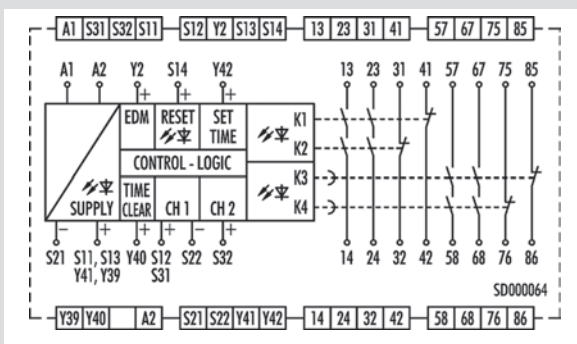 A1 S31 S32 S11 S12 Y2 S13 S14 13 23 31 41 57 67 75 85
A1 A2 Y2 S14 Y42 13 23 31 41 57 67 75 85
+ + +
EDM RESET SET TIME
K1
K2
CONTROL - LOGIC
K3
K4
SUPPLY TIME CLEAR CH 1 CH 2
– + + + – +
S21 S11, S13 Y40 S12 S22 S32 14 24 32 42 58 68 76 86
Y41, Y39 S31
SD000064
Y39 Y40 A2 S21 S22 Y41 Y42 14 24 32 42 58 68 76 86